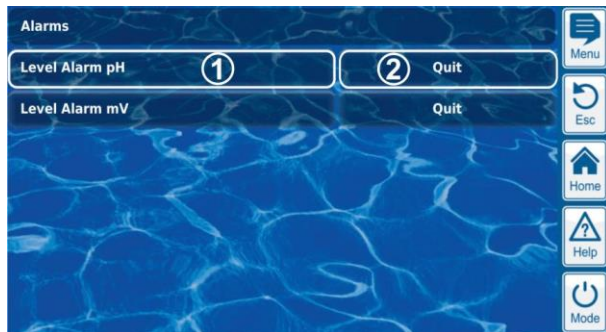 Alarms
Level Alarm pH 1 2 Quit
Level Alarm mV Quit
Menu
Esc
Home
Help
Mode